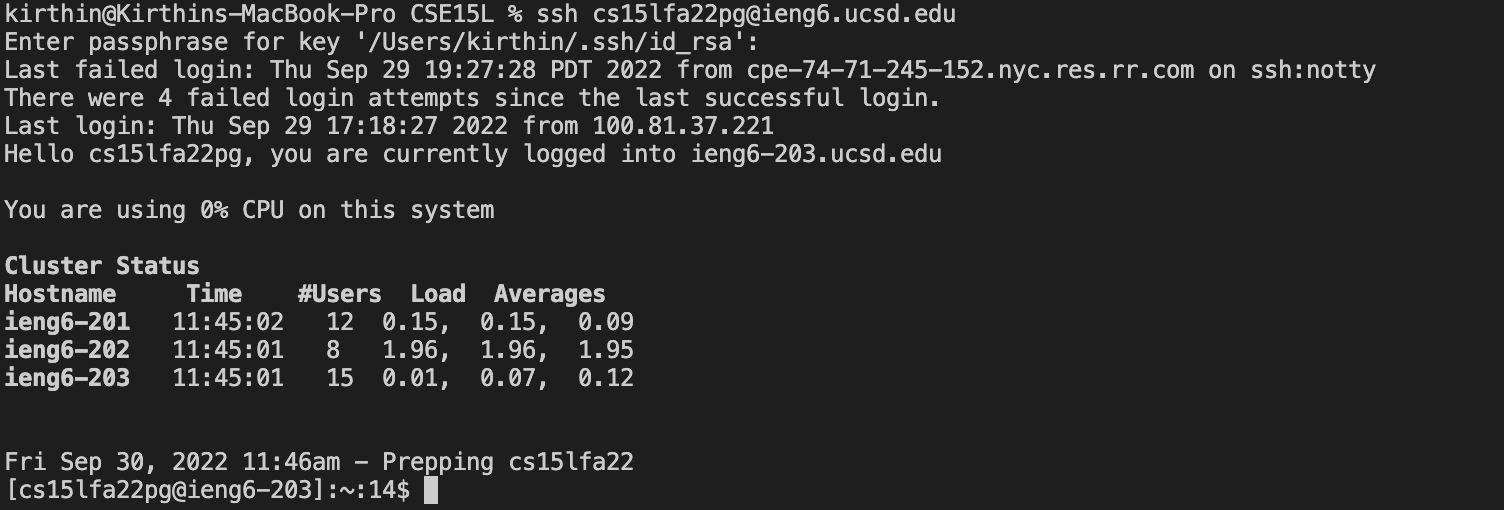 kirthin@Kirthins-MacBook-Pro CSE15L % ssh cs15lfa22pg@ieng6.ucsd.edu
Enter passphrase for key '/Users/kirthin/.ssh/id_rsa':
Last failed login: Thu Sep 29 19:27:28 PDT 2022 from cpe-74-71-245-152.nyc.res.rr.com on ssh:notty
There were 4 failed login attempts since the last successful login.
Last login: Thu Sep 29 17:18:27 2022 from 100.81.37.221
Hello cs15lfa22pg, you are currently logged into ieng6-203.ucsd.edu
You are using 0% CPU on this system
Cluster Status
Hostname     Time    #Users  Load  Averages
ieng6-201   11:45:02   12  0.15,  0.15,  0.09
ieng6-202   11:45:01   8   1.96,  1.96,  1.95
ieng6-203   11:45:01   15  0.01,  0.07,  0.12
Fri Sep 30, 2022 11:46am - Prepping cs15lfa22
[cs15lfa22pg@ieng6-203]:~:14$